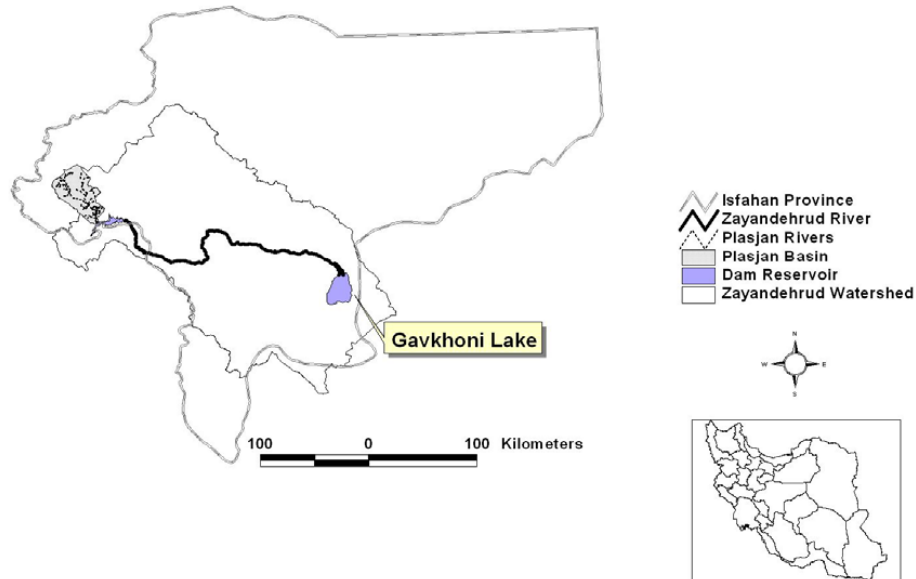 Isfahan Province
Zayandehrud River
Plasjan Rivers
Plasjan Basin
Dam Reservoir
Zayandehrud Watershed
Gavkhoni Lake
N
W E
S
100 0 100 Kilometers